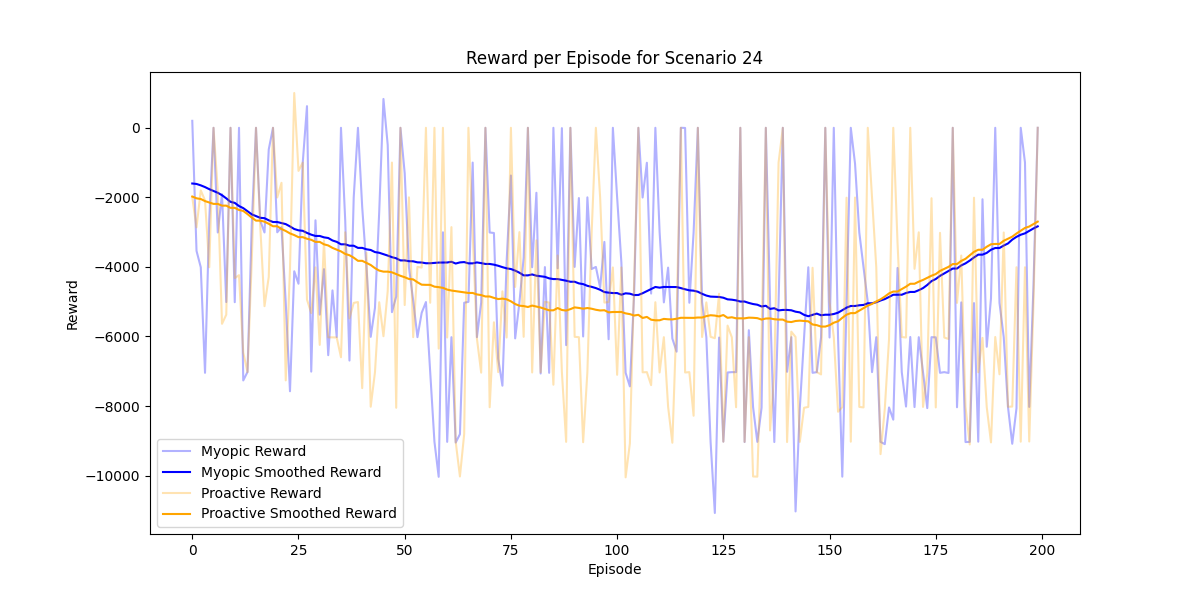 Reward per Episode for Scenario 24
Reward
0
−2000
−4000
−6000
−8000
−10000
Myopic Reward
Myopic Smoothed Reward
Proactive Reward
Proactive Smoothed Reward
0 25 50 75 100 125 150 175 200
Episode